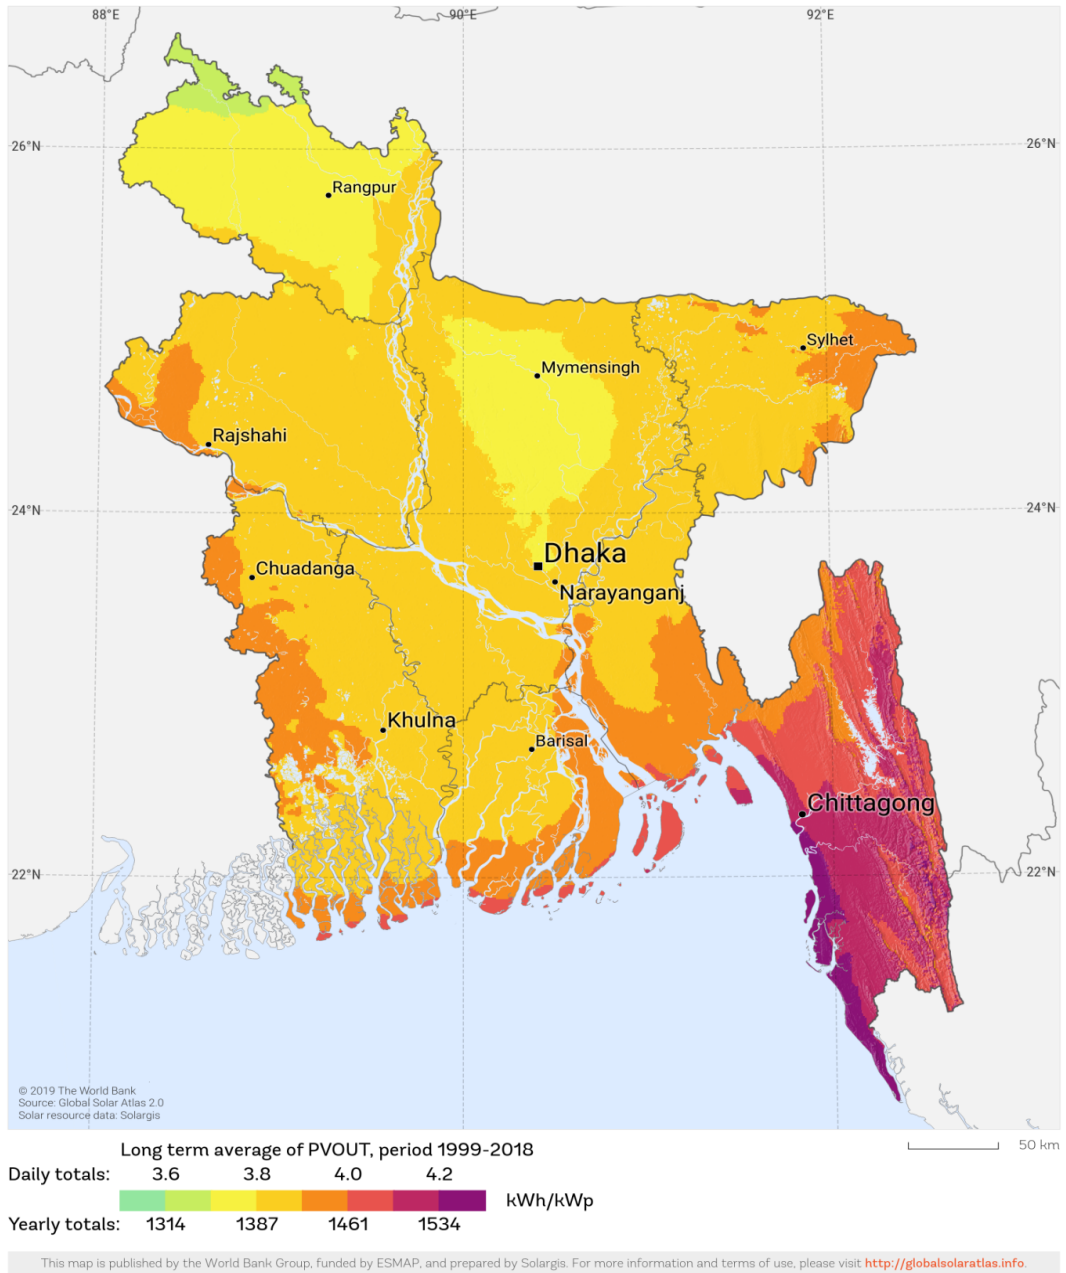 88°E 90°E 92°E
26°N 26°N
Rangpur
Sylhet
Mymensingh
Rajshahi
24°N 24°N
Dhaka
Chuadanga
Narayanganj
Khulna
Barisal
Chittagong
22°N 22°N
© 2019 The World Bank
Source: Global Solar Atlas 2.0
Solar resource data: Solargis
Long term average of PVOUT, period 1999-2018
50 km
Daily totals: 3.6 3.8 4.0 4.2
kWh/kWp
Yearly totals: 1314 1387 1461 1534
This map is published by the World Bank Group, funded by ESMAP, and prepared by Solargis. For more information and terms of use, please visit http://globalsolaratlas.info.